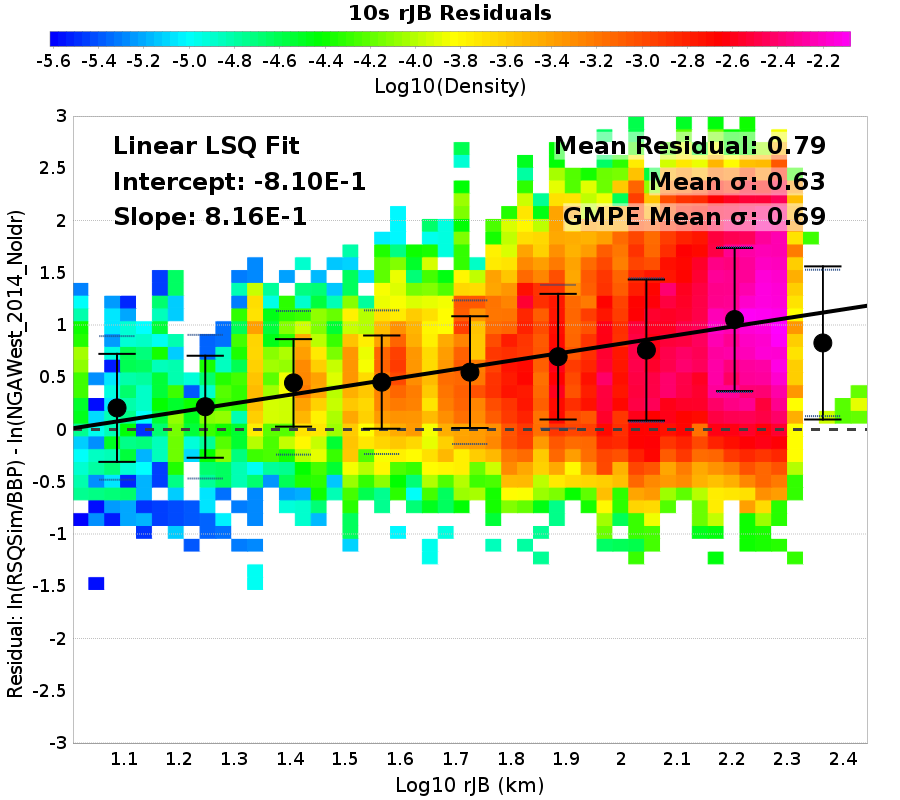 10s rJB Residuals
-5.6 -5.4 -5.2 -5.0 -4.8 -4.6 -4.4 -4.2 -4.0 -3.8 -3.6 -3.4 -3.2 -3.0 -2.8 -2.6 -2.4 -2.2
Log10(Density)
Linear LSQ Fit
Intercept: -8.10E-1
Slope: 8.16E-1
Mean Residual: 0.79
Mean σ: 0.63
GMPE Mean σ: 0.69
Residual: ln(RSQSim/BBP) - ln(NGAWest_2014_NoIdr)
3
2.5
2
1.5
1
0.5
0
-0.5
-1
-1.5
-2
-2.5
-3
1.1 1.2 1.3 1.4 1.5 1.6 1.7 1.8 1.9 2 2.1 2.2 2.3 2.4
Log10 rJB (km)